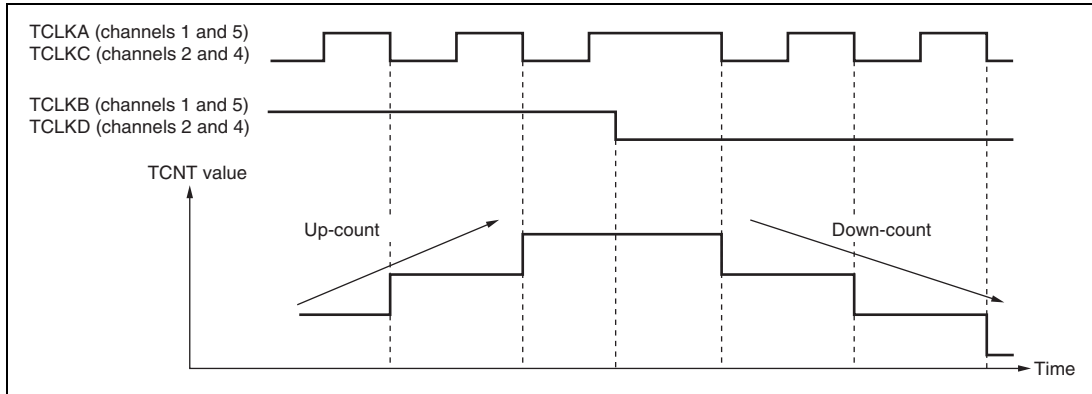 TCLKA (channels 1 and 5)
TCLKC (channels 2 and 4)
TCLKB (channels 1 and 5)
TCLKD (channels 2 and 4)
TCNT value
Up-count
Down-count
Time